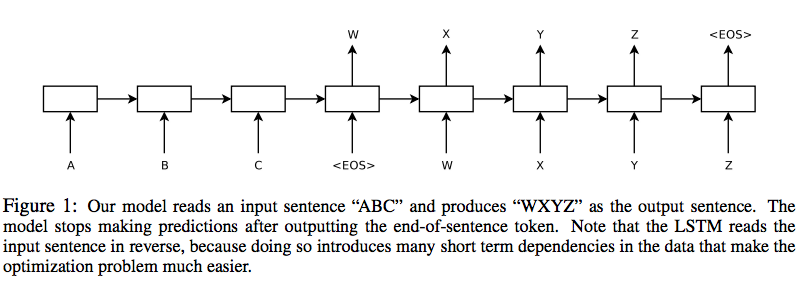 W X Y Z <EOS>
A B C <EOS> W X Y Z
Figure 1: Our model reads an input sentence “ABC” and produces “WXYZ” as the output sentence. The
model stops making predictions after outputting the end-of-sentence token. Note that the LSTM reads the
input sentence in reverse, because doing so introduces many short term dependencies in the data that make the
optimization problem much easier.